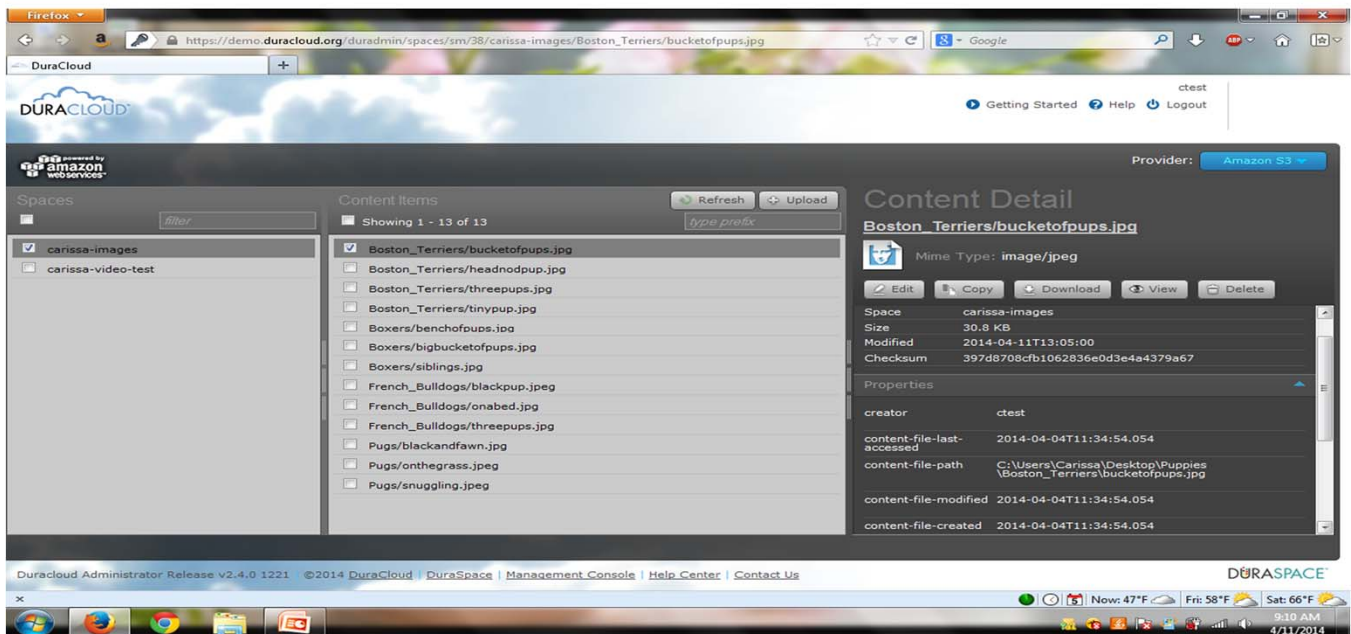 Firefox
https://demo.duracloud.org/duradmin/spaces/sm/38/carissa-images/Boston_Terriers/bucketofpups.jpg
Google
ABP
DuraCloud
ctest
DURACLOUD
Getting Started Help Logout
powered by
amazon
webservices
Provider: Amazon S3
Spaces
filter
Content Items
Refresh Upload
Showing 1 - 13 of 13
type prefix
carissa-images
carissa-video-test
Boston_Terriers/bucketofpups.jpg
Boston_Terriers/headnodpup.jpg
Boston_Terriers/threepups.jpg
Boston_Terriers/tinypup.jpg
Boxers/benchofpups.jpg
Boxers/bigbucketofpups.jpg
Boxers/siblings.jpg
French_Bulldogs/blackpup.jpeg
French_Bulldogs/onabed.jpg
French_Bulldogs/threepups.jpg
Pugs/blackandfawn.jpg
Pugs/onthegrass.jpeg
Pugs/snuggling.jpeg
Content Detail
Boston_Terriers/bucketofpups.jpg
Mime Type: image/jpeg
Edit Copy Download View Delete
Space carissa-images
Size 30.8 KB
Modified 2014-04-11T13:05:00
Checksum 397d8708cfb1062836e0d3e4a4379a67
Properties
creator ctest
content-file-last-accessed 2014-04-04T11:34:54.054
content-file-path C:\Users\Carissa\Desktop\Puppies
\Boston_Terriers\bucketofpups.jpg
content-file-modified 2014-04-04T11:34:54.054
content-file-created 2014-04-04T11:34:54.054
Duracloud Administrator Release v2.4.0 1221 ©2014 DuraCloud | DuraSpace | Management Console | Help Center | Contact Us
DURASPACE
Now: 47°F Fri: 58°F Sat: 66°F
9:10 AM
4/11/2014